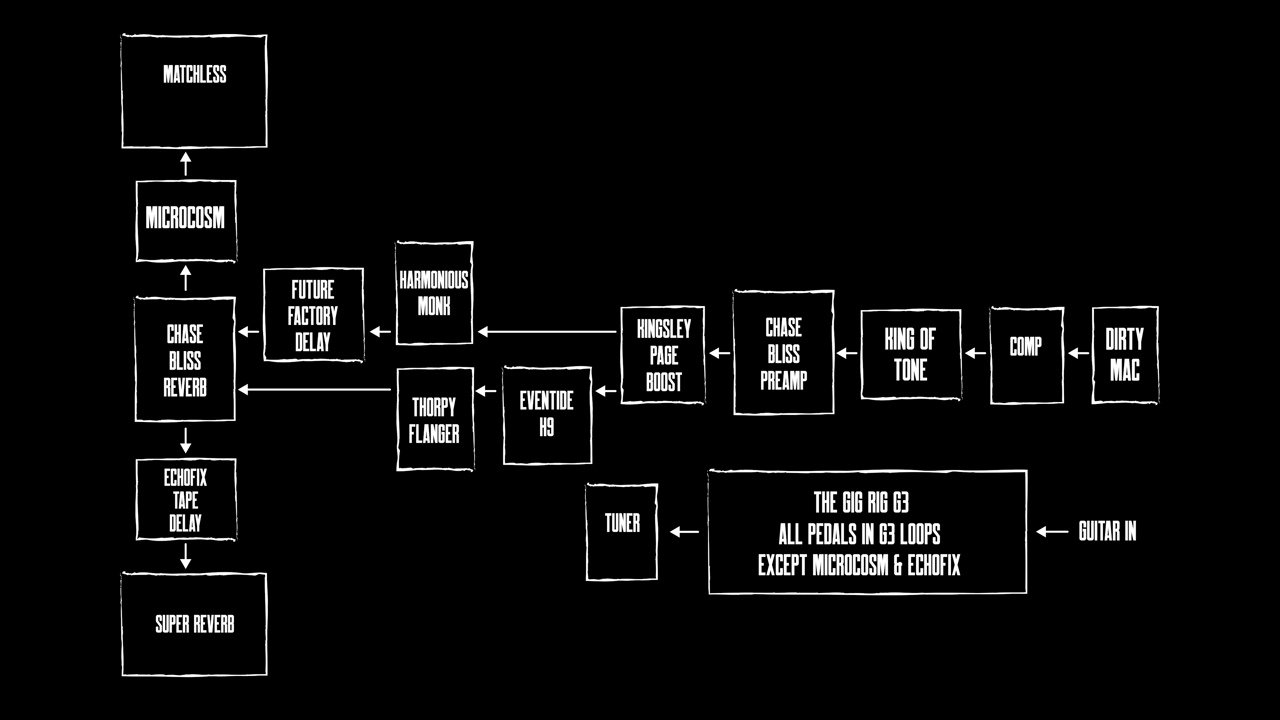 MATCHLESS
MICROCOSM
CHASE
BLISS
REVERB
ECHOFIX
TAPE
DELAY
SUPER REVERB
FUTURE
FACTORY
DELAY
HARMONIOUS
MONK
THORPY
FLANGER
EVENTIDE
H9
KINGSLEY
PAGE
BOOST
CHASE
BLISS
PREAMP
KING OF
TONE
COMP
DIRTY
MAC
TUNER
THE GIG RIG G3
ALL PEDALS IN G3 LOOPS
EXCEPT MICROCOSM & ECHOFIX
GUITAR IN